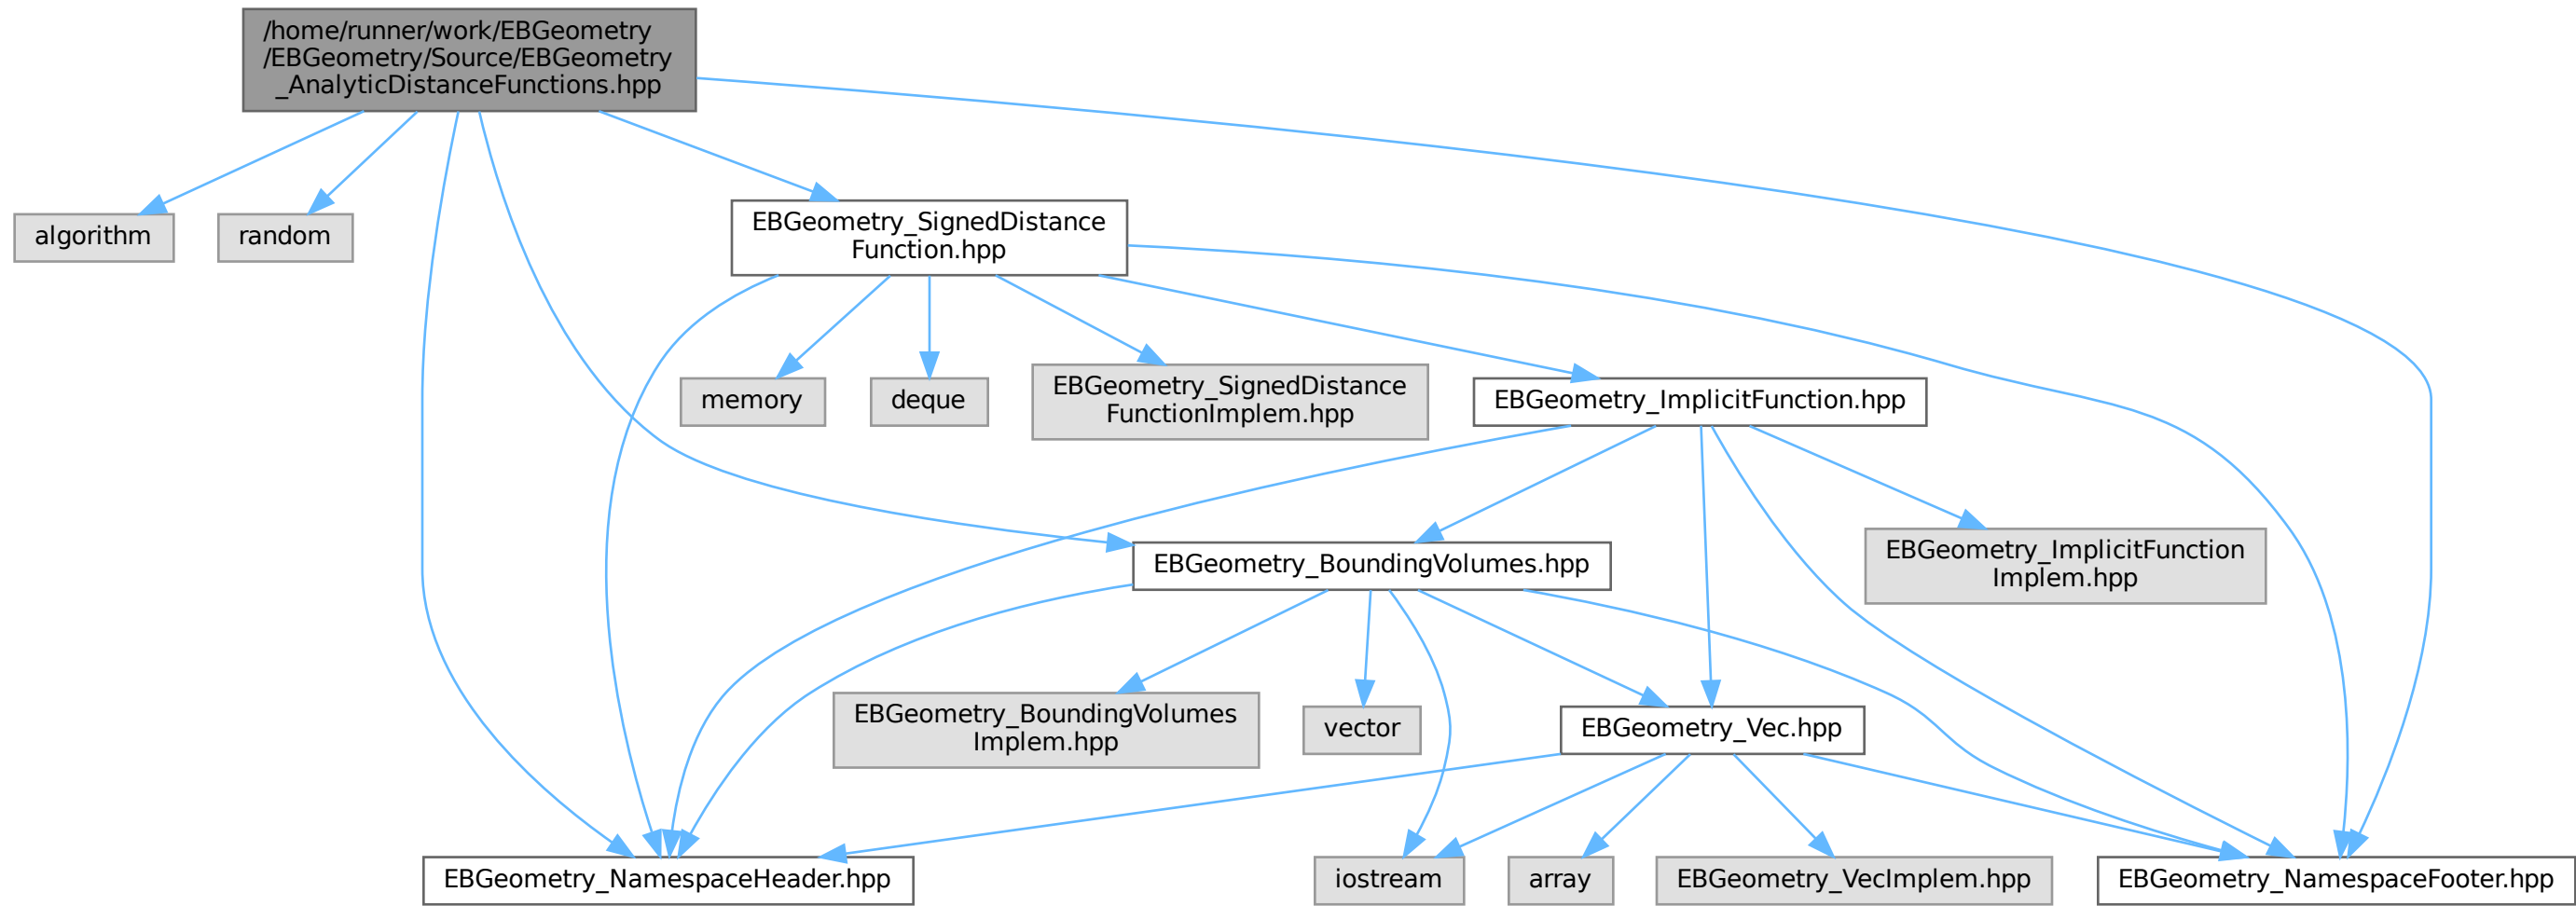 /home/runner/work/EBGeometry
/EBGeometry/Source/EBGeometry
_AnalyticDistanceFunctions.hpp
algorithm
random
EBGeometry_SignedDistance
Function.hpp
memory
deque
EBGeometry_SignedDistance
FunctionImplem.hpp
EBGeometry_ImplicitFunction.hpp
EBGeometry_BoundingVolumes.hpp
EBGeometry_ImplicitFunction
Implem.hpp
EBGeometry_BoundingVolumes
Implem.hpp
vector
EBGeometry_Vec.hpp
EBGeometry_NamespaceHeader.hpp
iostream
array
EBGeometry_VecImplem.hpp
EBGeometry_NamespaceFooter.hpp